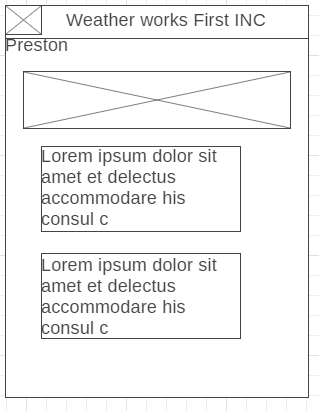 Weather works First INC
Preston
Lorem ipsum dolor sit
amet et delectus
accommodare his
consul c
Lorem ipsum dolor sit
amet et delectus
accommodare his
consul c